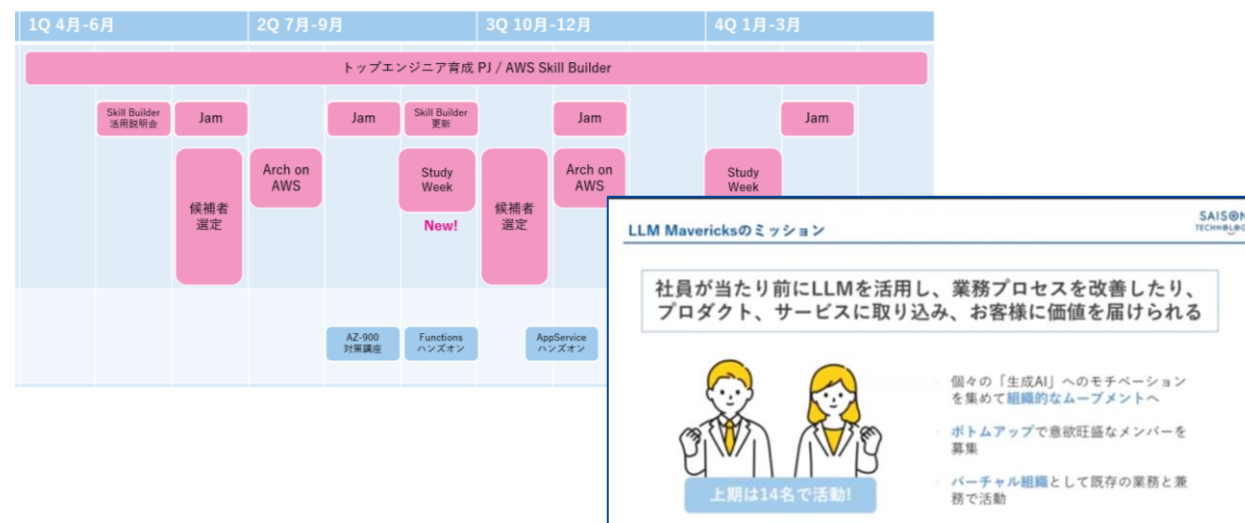 1Q 4月-6月
2Q 7月-9月
3Q 10月-12月
4Q 1月-3月
トップエンジニア育成 PJ / AWS Skill Builder
Skill Builder
活用説明会
Jam
Jam
Skill Builder
更新
Jam
Jam
候補者
選定
Arch on
AWS
Study
Week
New!
候補者
選定
Arch on
AWS
Study
Week
AZ-900
対策講座
Functions
ハンズオン
AppService
ハンズオン
LLM Mavericksのミッション
SAISON
TECHNOLOG
社員が当たり前にLLMを活用し、業務プロセスを改善したり、
プロダクト、サービスに取り込み、お客様に価値を届けられる
個々の「生成AI」へのモチベーション
を集めて組織的なムーブメントへ
ボトムアップで意欲旺盛なメンバーを
募集
バーチャル組織として既存の業務と兼
務で活動
上期は14名で活動!